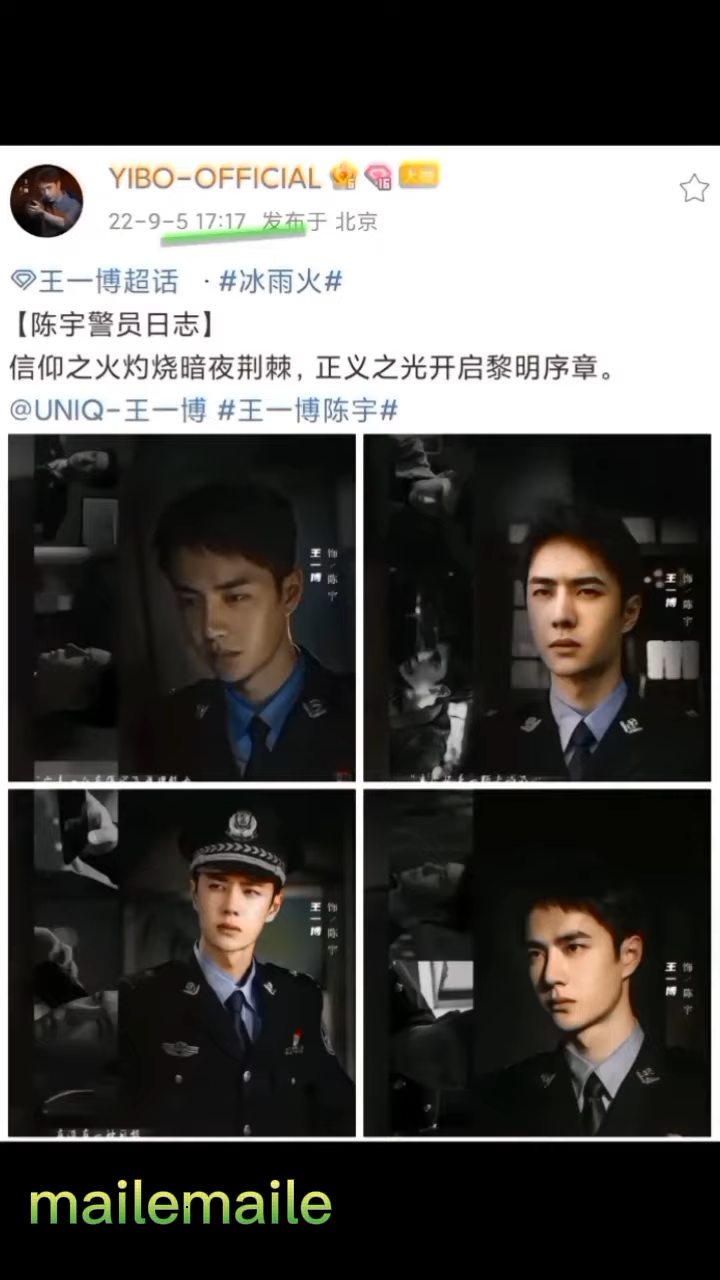 YIBO-OFFICIAL
22-9-5 17:17 发布于 北京
王一博超话 ·#冰雨火#
【陈宇警员日志】
信仰之火灼烧暗夜荆棘，正义之光开启黎明序章。
@UNIQ-王一博 #王一博陈宇#
王一博 饰/陈宇
王一博 饰/陈宇
王一博 饰/陈宇
王一博 饰/陈宇
mailemaile